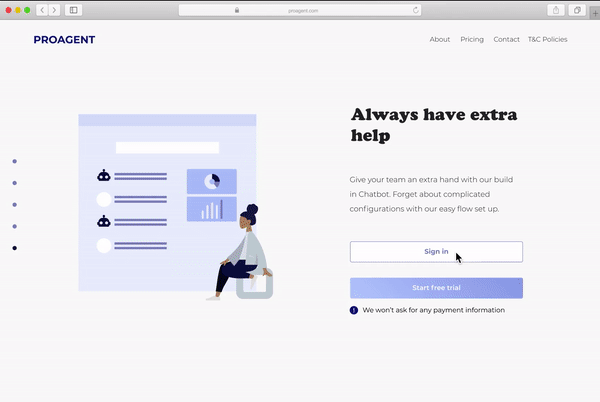 proagent.com
PROAGENT
About Pricing Contact T&C Policies
Always have extra
help
Give your team an extra hand with our build
in Chatbot. Forget about complicated
configurations with our easy flow set up.
Sign in
Start free trial
! We won't ask for any payment information